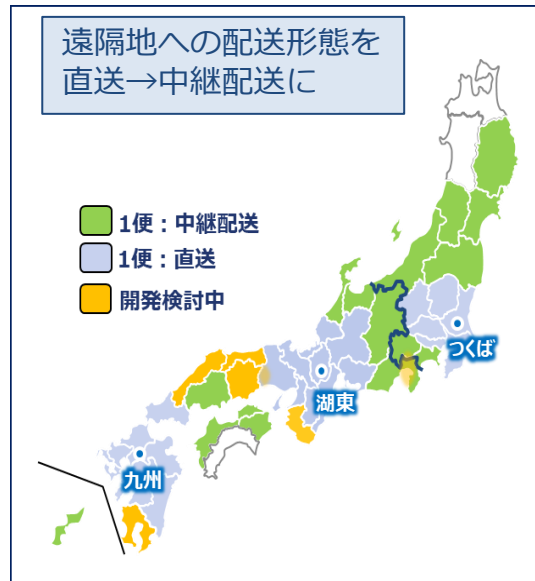 遠隔地への配送形態を
直送→中継配送に
1便：中継配送
1便：直送
開発検討中
つくば
湖東
九州